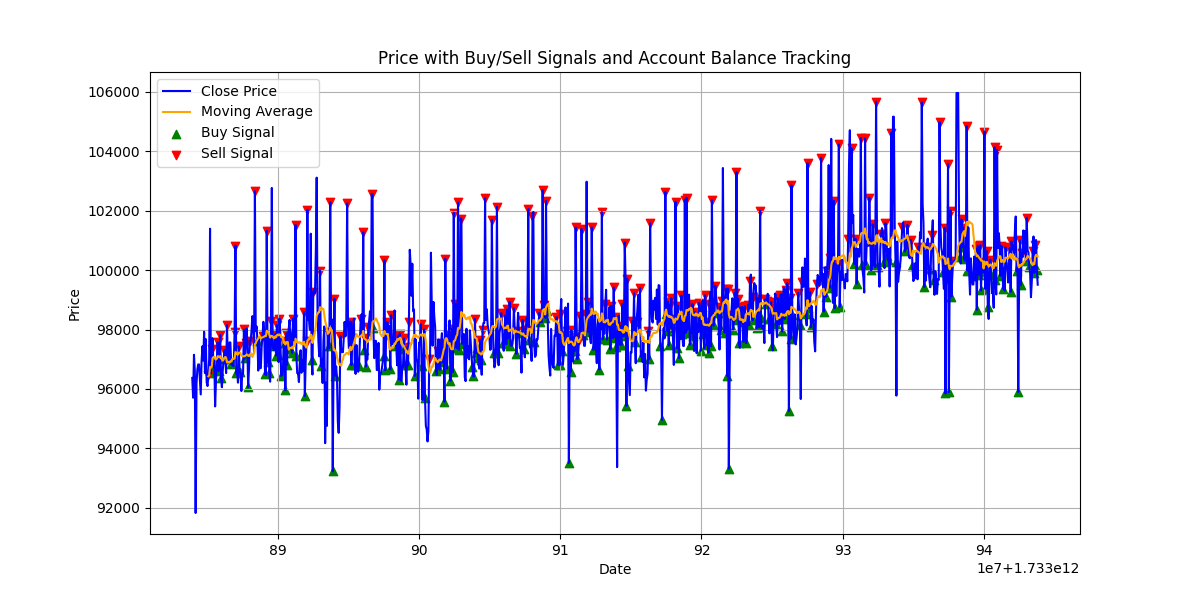 Price with Buy/Sell Signals and Account Balance Tracking
Close Price
Moving Average
Buy Signal
Sell Signal
106000
104000
102000
100000
98000
96000
94000
92000
Price
89 90 91 92 93 94
1e7+1.733e12
Date